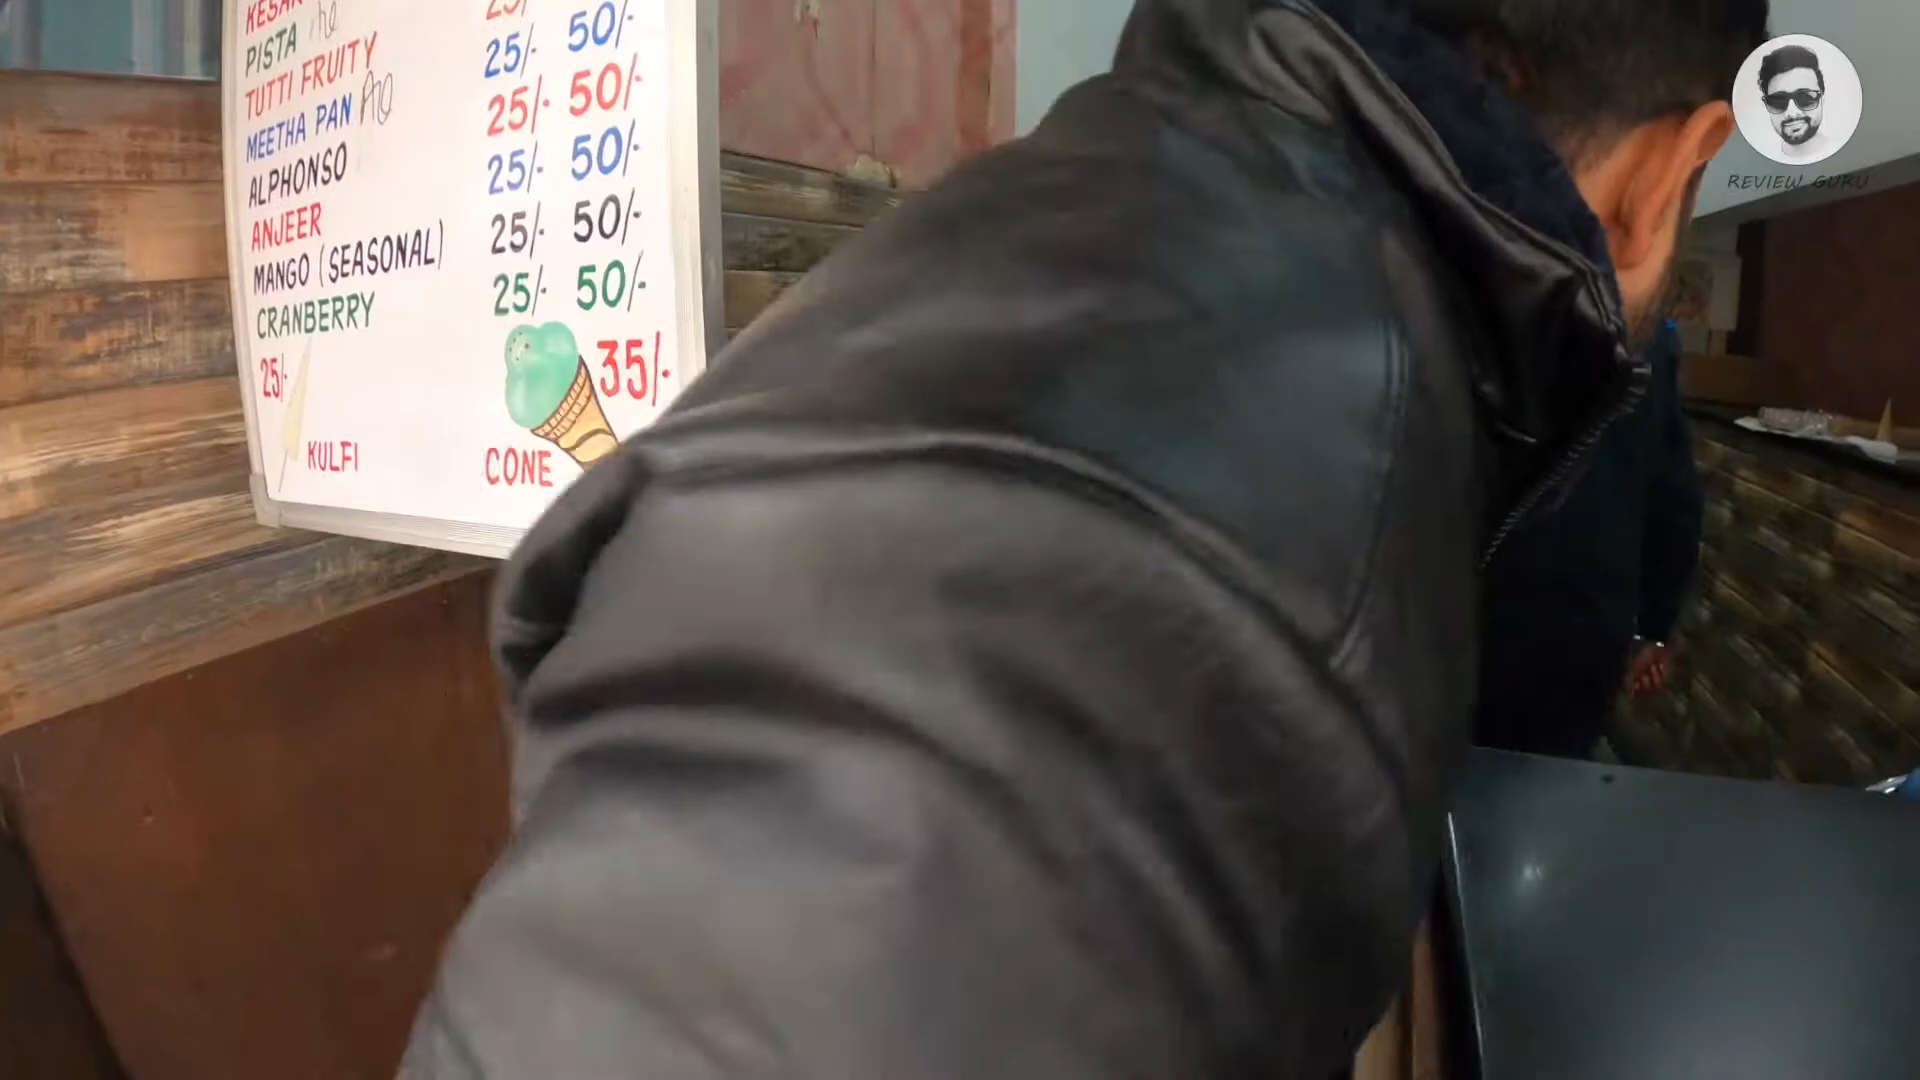 KESAR
PISTA
TUTTI FRUITY 25/-
MEETHA PAN 25/- 50/-
ALPHONSO 25/- 50/-
ANJEER 25/- 50/-
MANGO (SEASONAL) 25/- 50/-
CRANBERRY 25/- 50/-
25/- 35/-
KULFI CONE
REVIEW GURU